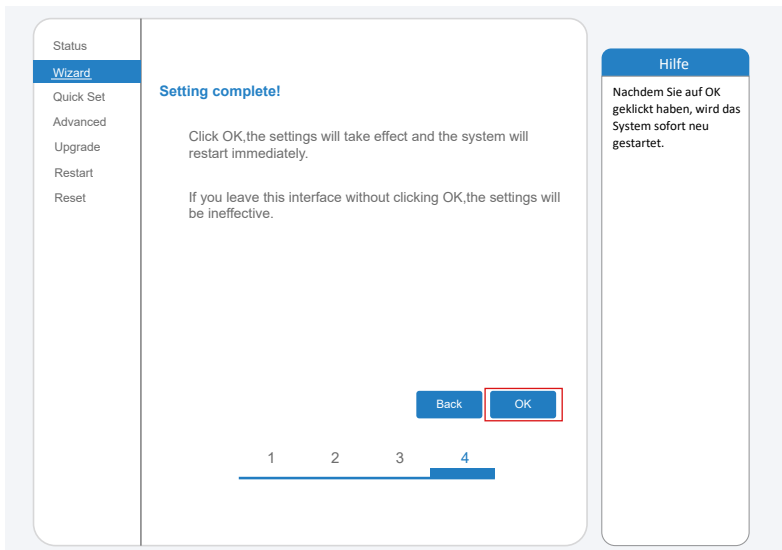 Status
Wizard
Quick Set
Advanced
Upgrade
Restart
Reset
Setting complete!
Click OK,the settings will take effect and the system will
restart immediately.
If you leave this interface without clicking OK,the settings will
be ineffective.
Back
OK
1 2 3 4
Hilfe
Nachdem Sie auf OK
geklickt haben, wird das
System sofort neu
gestartet.